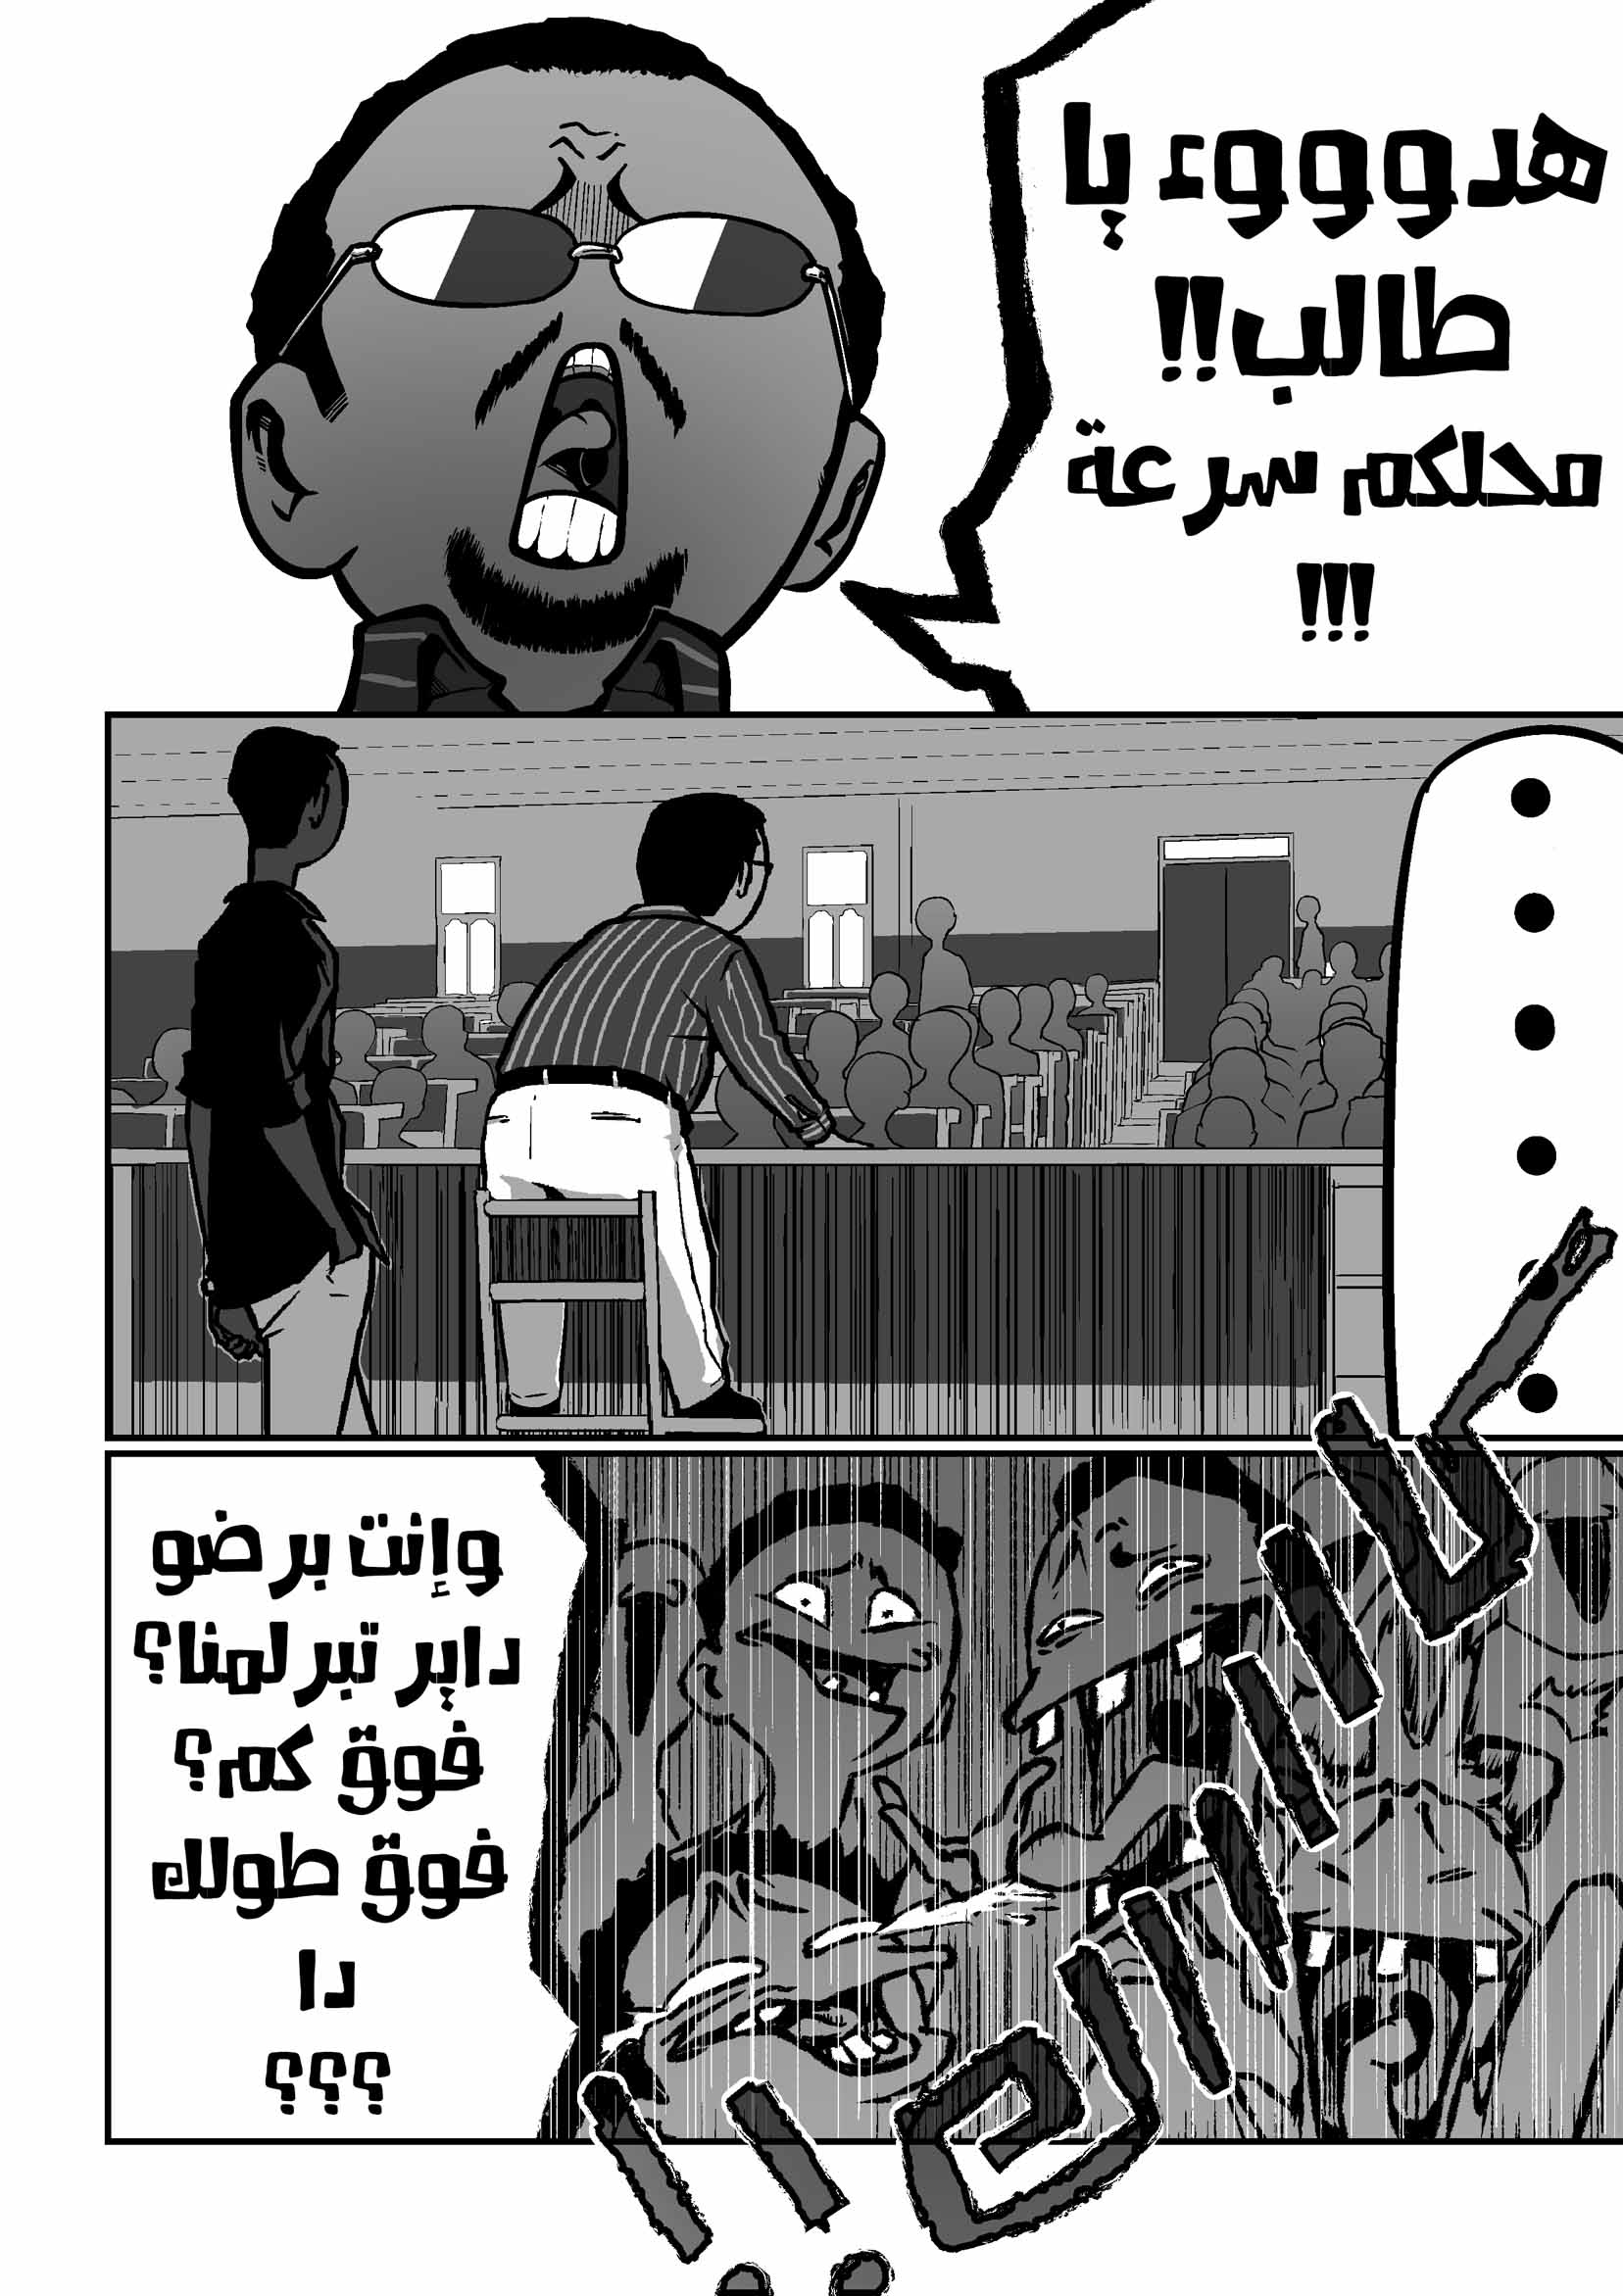 هدوووء يا
طالب!!
محلكم سرعة
!!!
وإنت برضو
داير تبرلمنا؟
فوق كم؟
فوق طولك
دا
؟؟؟